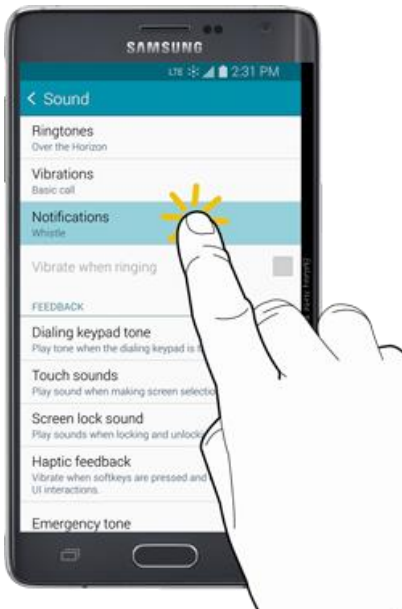 SAMSUNG
LTE 2:31 PM
< Sound
Ringtones
Over the Horizon
Vibrations
Basic call
Notifications
Whistle
Vibrate when ringing
FEEDBACK
Dialing keypad tone
Play tone when the dialing keypad is
Touch sounds
Play sound when making screen
Screen lock sound
Play sounds when locking and
Haptic feedback
Vibrate when softkeys are pressed and
UI interactions.
Emergency tone